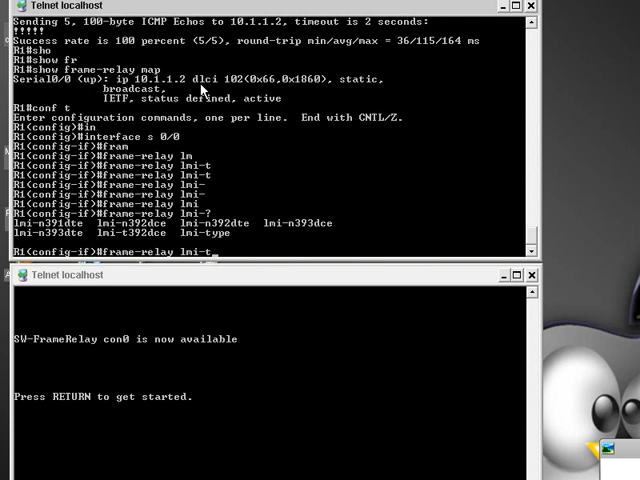 Telnet localhost
Sending 5, 100-byte ICMP Echos to 10.1.1.2, timeout is 2 seconds:
!!!!!
Success rate is 100 percent (5/5), round-trip min/avg/max = 36/115/164 ms
R1#sho
R1#show fr
R1#show frame-relay map
Serial0/0 (up): ip 10.1.1.2 dlci 102(0x66,0x1860), static,
broadcast,
IETF, status defined, active
R1#conf t
Enter configuration commands, one per line.  End with CNTL/Z.
R1(config)#in
R1(config)#interface s 0/0
R1(config-if)#fram
R1(config-if)#frame-relay lm
R1(config-if)#frame-relay lmi-t
R1(config-if)#frame-relay lmi-t
R1(config-if)#frame-relay lmi-
R1(config-if)#frame-relay lmi-
R1(config-if)#frame-relay lmi
R1(config-if)#frame-relay lmi-?
lmi-n391dte  lmi-n392dce  lmi-n392dte  lmi-n393dce
lmi-n393dte  lmi-t392dce  lmi-type
R1(config-if)#frame-relay lmi-t
Telnet localhost
SW-FrameRelay con0 is now available
Press RETURN to get started.